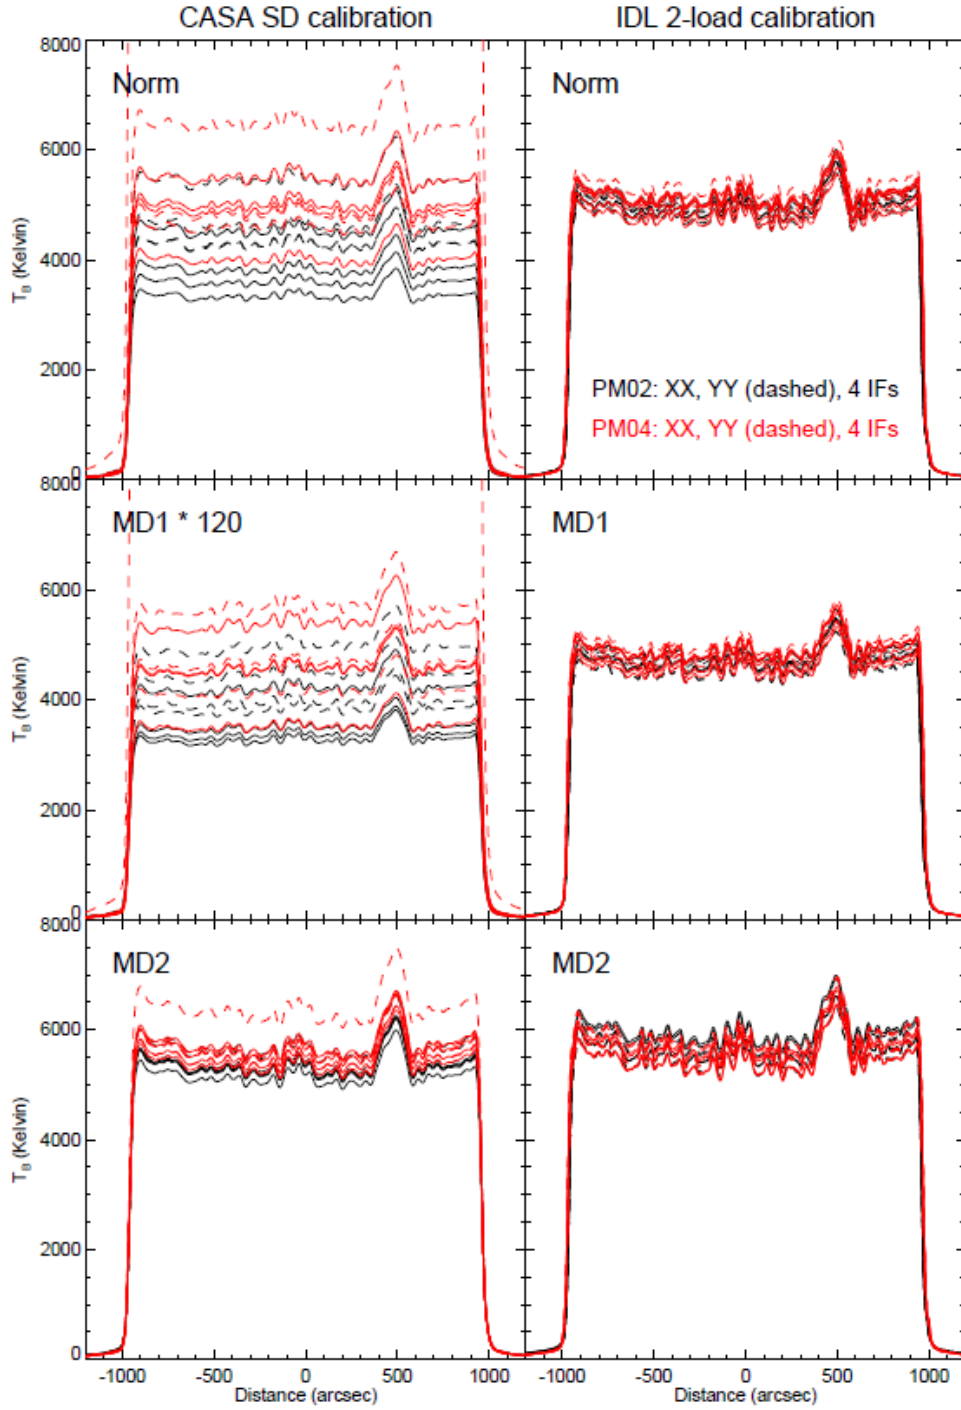 CASA SD calibration
IDL 2-load calibration
8000
Norm
Norm
6000
4000
T_B (Kelvin)
2000
PM02: XX, YY (dashed), 4 IFs
PM04: XX, YY (dashed), 4 IFs
0
8000
MD1 * 120
MD1
6000
4000
T_B (Kelvin)
2000
0
8000
MD2
MD2
6000
4000
T_B (Kelvin)
2000
0
-1000 -500 0 500 1000
-1000 -500 0 500 1000
Distance (arcsec)
Distance (arcsec)